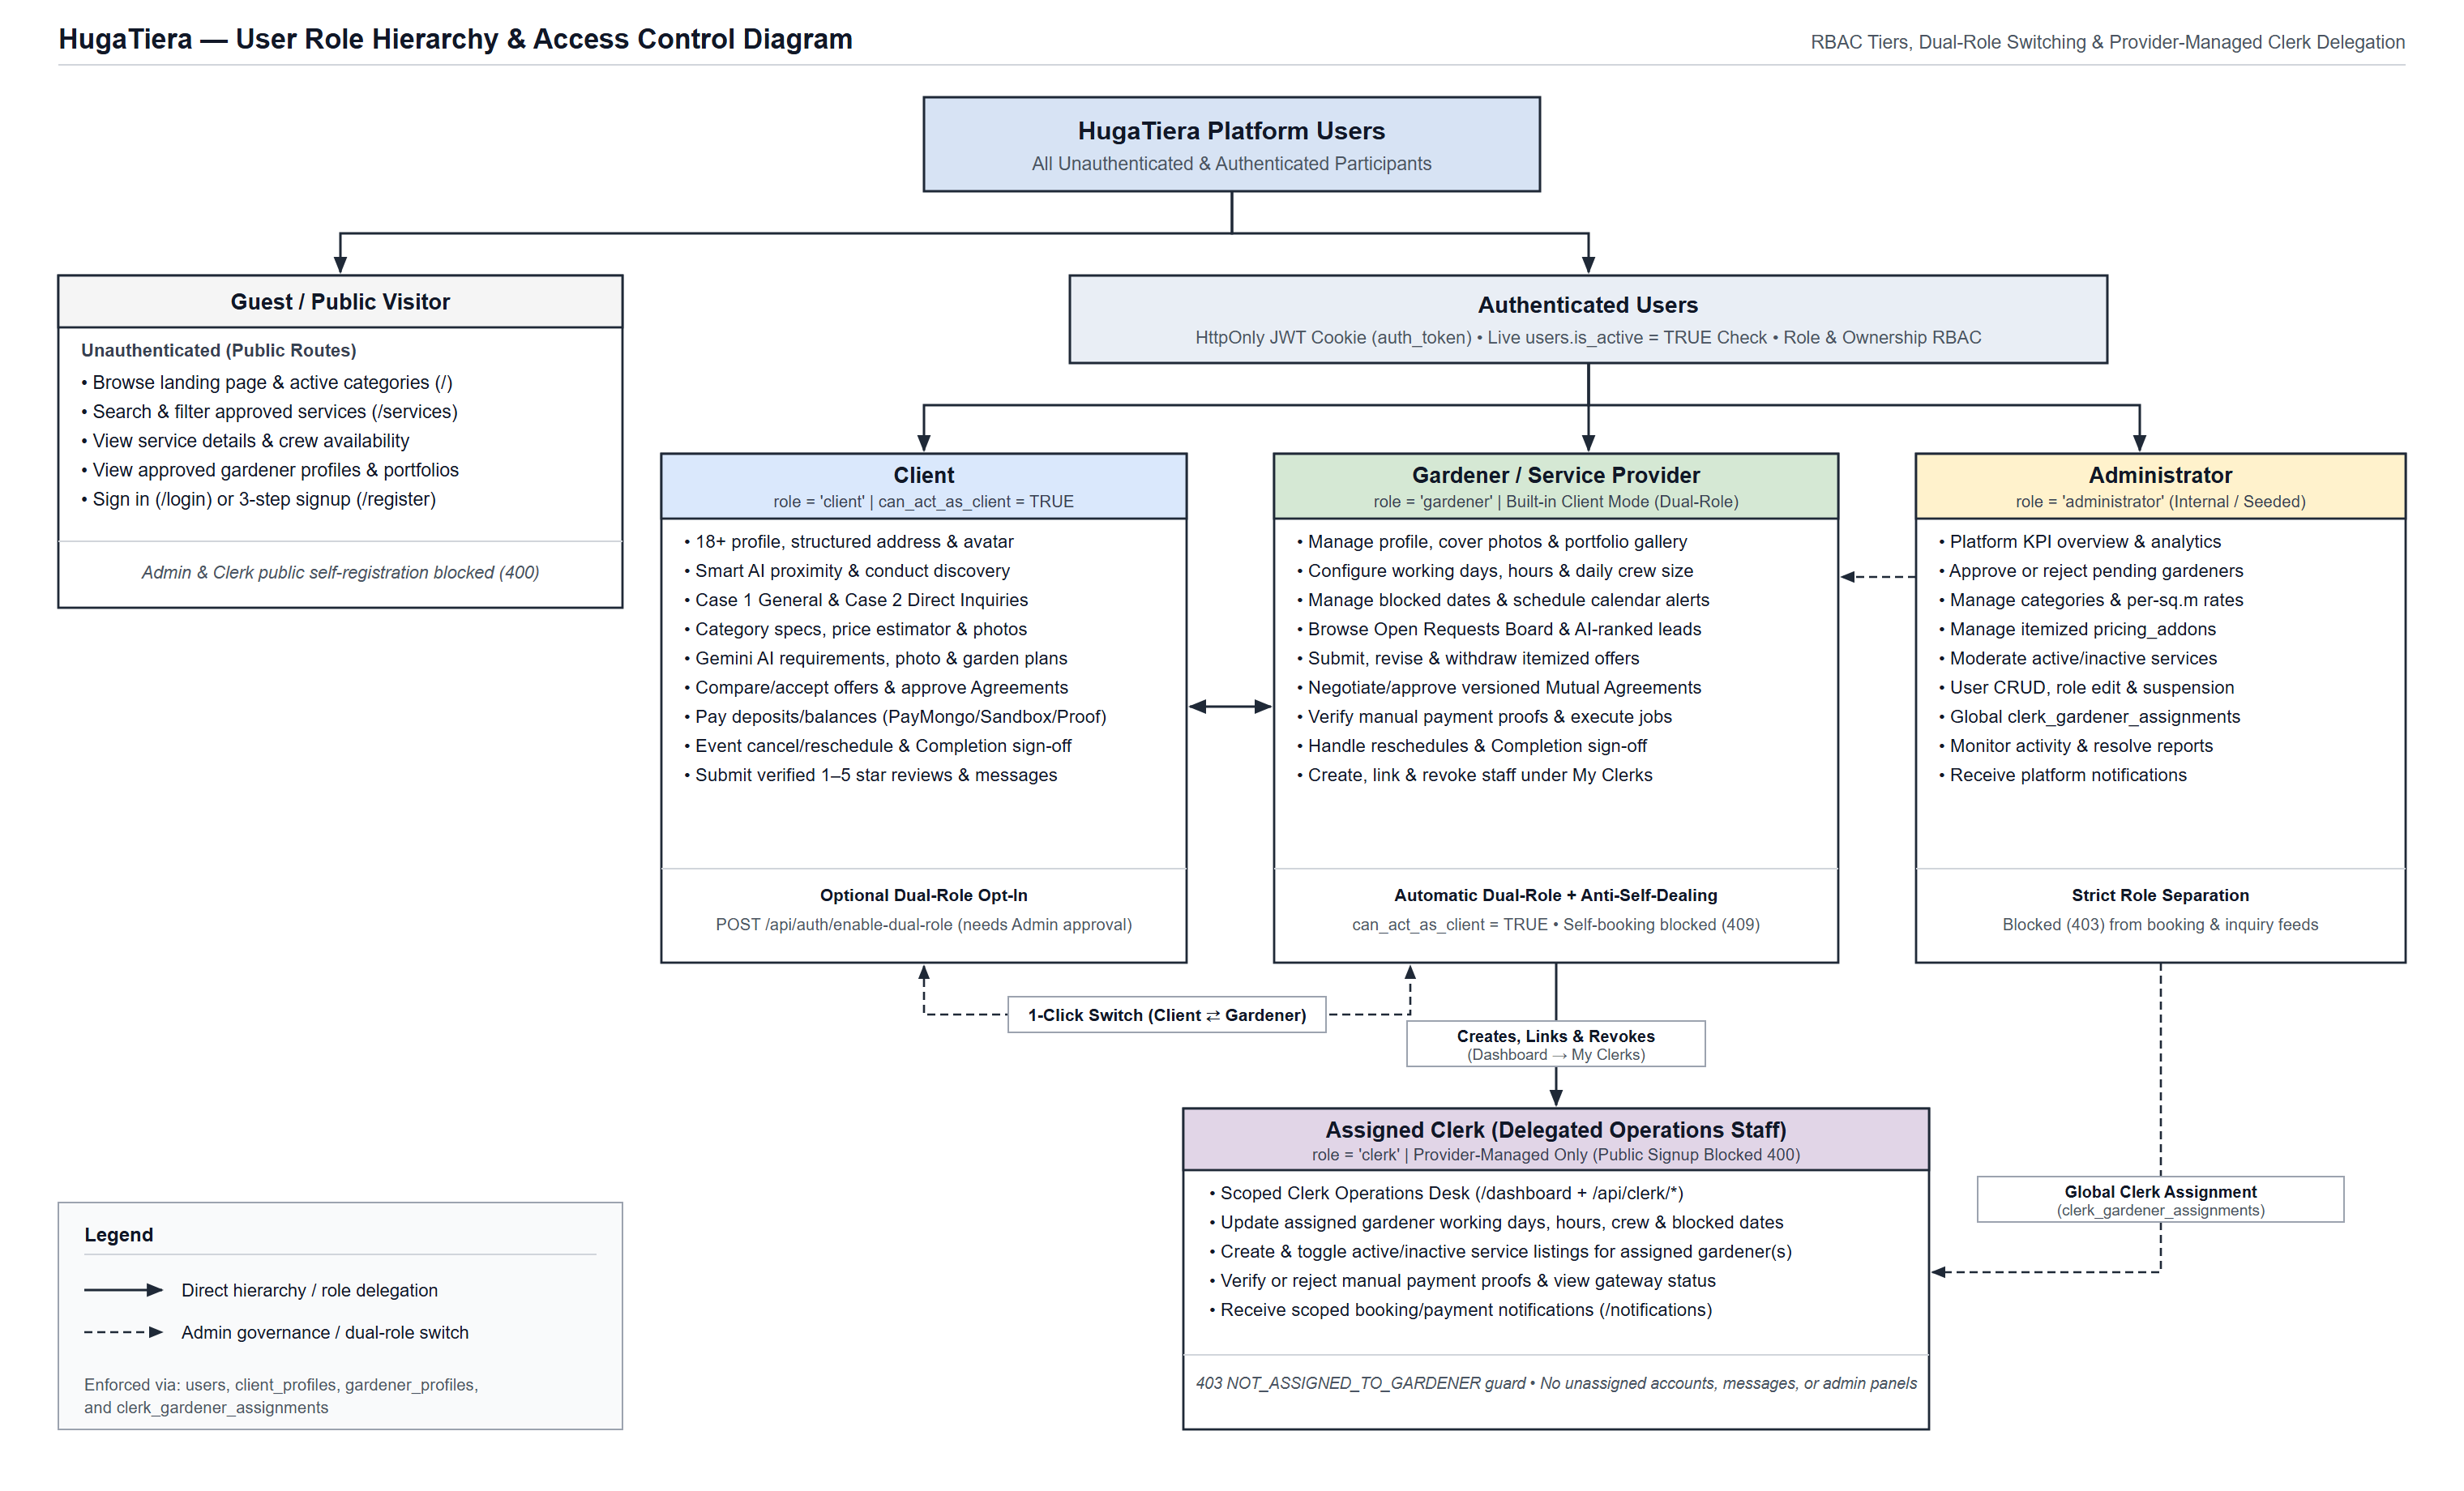 HugaTiera — User Role Hierarchy & Access Control Diagram
RBAC Tiers, Dual-Role Switching & Provider-Managed Clerk Delegation
HugaTiera Platform Users
All Unauthenticated & Authenticated Participants
Guest / Public Visitor
Unauthenticated (Public Routes)
• Browse landing page & active categories (/)
• Search & filter approved services (/services)
• View service details & crew availability
• View approved gardener profiles & portfolios
• Sign in (/login) or 3-step signup (/register)
Admin & Clerk public self-registration blocked (400)
Authenticated Users
HttpOnly JWT Cookie (auth_token) • Live users.is_active = TRUE Check • Role & Ownership RBAC
Client
role = 'client' | can_act_as_client = TRUE
• 18+ profile, structured address & avatar
• Smart AI proximity & conduct discovery
• Case 1 General & Case 2 Direct Inquiries
• Category specs, price estimator & photos
• Gemini AI requirements, photo & garden plans
• Compare/accept offers & approve Agreements
• Pay deposits/balances (PayMongo/Sandbox/Proof)
• Event cancel/reschedule & Completion sign-off
• Submit verified 1–5 star reviews & messages
Optional Dual-Role Opt-In
POST /api/auth/enable-dual-role (needs Admin approval)
Gardener / Service Provider
role = 'gardener' | Built-in Client Mode (Dual-Role)
• Manage profile, cover photos & portfolio gallery
• Configure working days, hours & daily crew size
• Manage blocked dates & schedule calendar alerts
• Browse Open Requests Board & AI-ranked leads
• Submit, revise & withdraw itemized offers
• Negotiate/approve versioned Mutual Agreements
• Verify manual payment proofs & execute jobs
• Handle reschedules & Completion sign-off
• Create, link & revoke staff under My Clerks
Automatic Dual-Role + Anti-Self-Dealing
can_act_as_client = TRUE • Self-booking blocked (409)
Administrator
role = 'administrator' (Internal / Seeded)
• Platform KPI overview & analytics
• Approve or reject pending gardeners
• Manage categories & per-sq.m rates
• Manage itemized pricing_addons
• Moderate active/inactive services
• User CRUD, role edit & suspension
• Global clerk_gardener_assignments
• Monitor activity & resolve reports
• Receive platform notifications
Strict Role Separation
Blocked (403) from booking & inquiry feeds
1-Click Switch (Client ⇄ Gardener)
Creates, Links & Revokes
(Dashboard → My Clerks)
Assigned Clerk (Delegated Operations Staff)
role = 'clerk' | Provider-Managed Only (Public Signup Blocked 400)
• Scoped Clerk Operations Desk (/dashboard + /api/clerk/*)
• Update assigned gardener working days, hours, crew & blocked dates
• Create & toggle active/inactive service listings for assigned gardener(s)
• Verify or reject manual payment proofs & view gateway status
• Receive scoped booking/payment notifications (/notifications)
403 NOT_ASSIGNED_TO_GARDENER guard • No unassigned accounts, messages, or admin panels
Global Clerk Assignment
(clerk_gardener_assignments)
Legend
Direct hierarchy / role delegation
Admin governance / dual-role switch
Enforced via: users, client_profiles, gardener_profiles,
and clerk_gardener_assignments